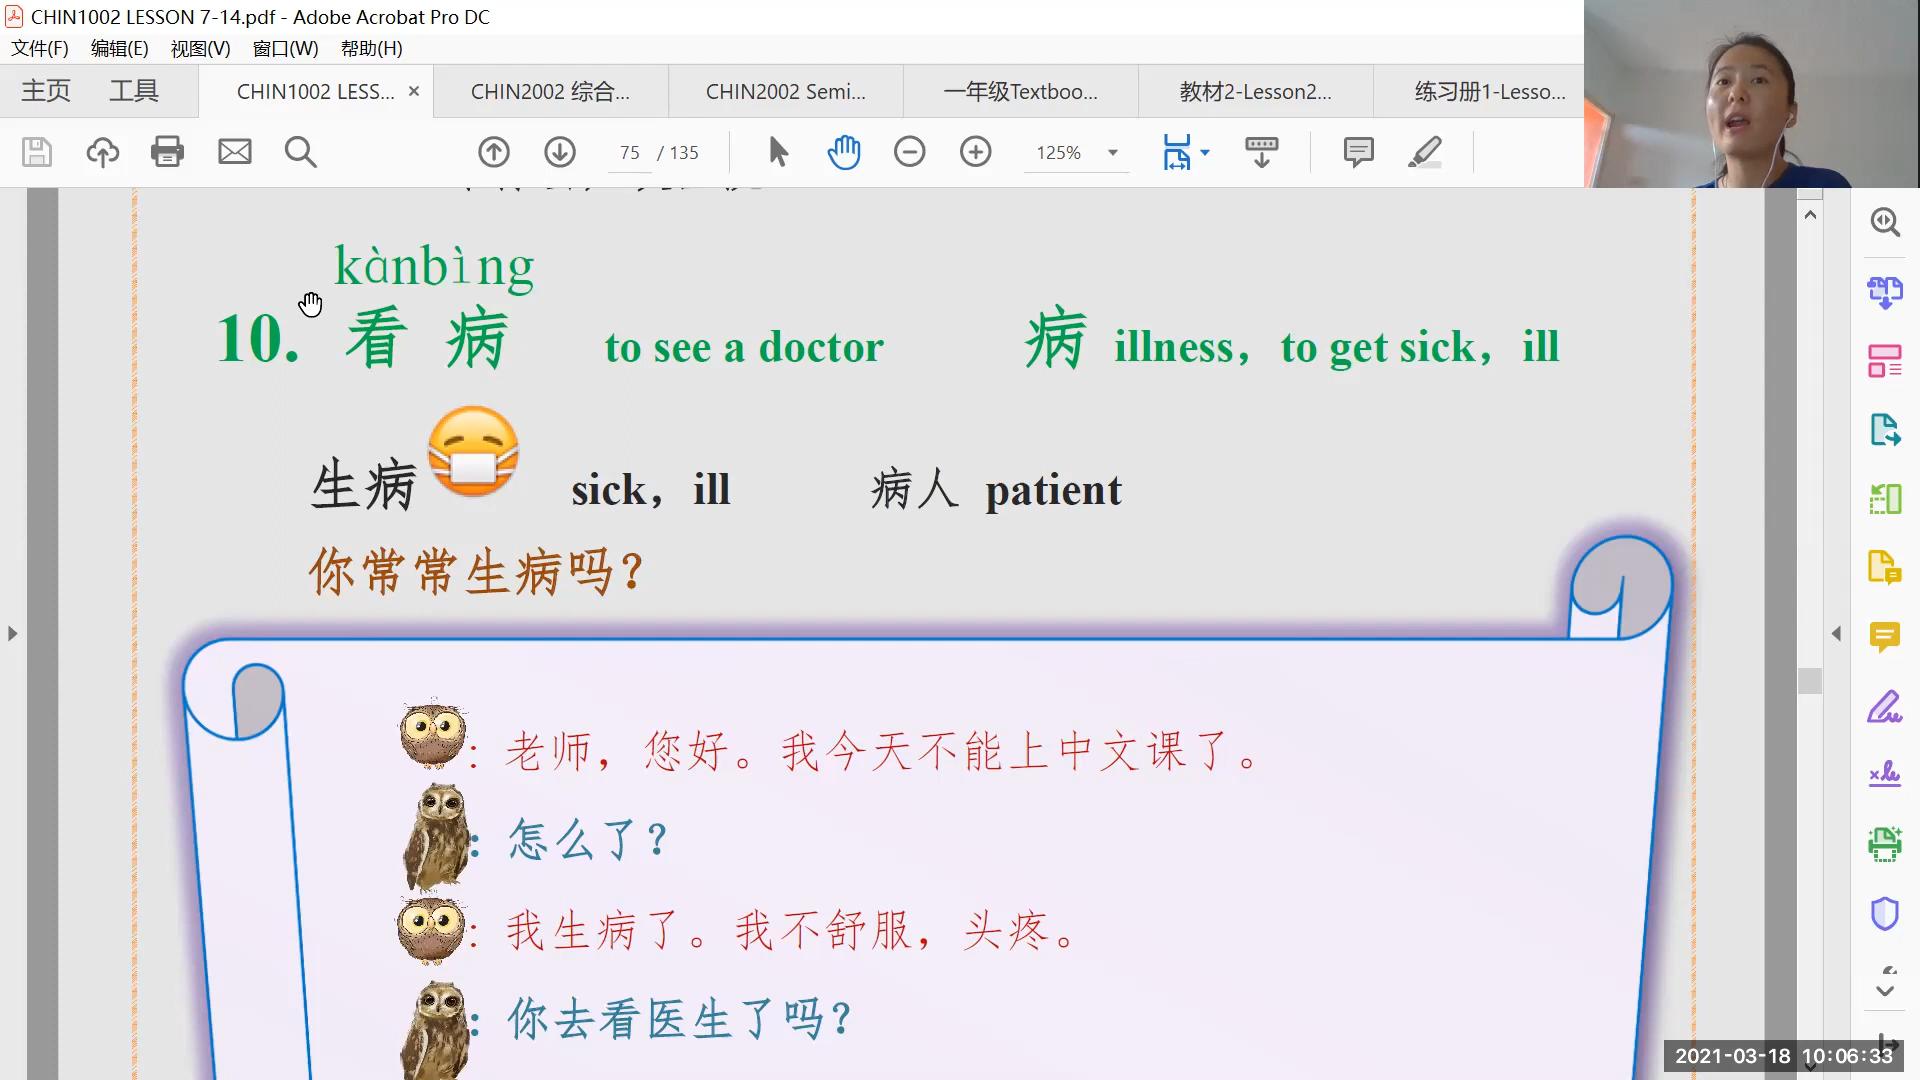 CHIN1002 LESSON 7-14.pdf - Adobe Acrobat Pro DC
文件(F) 编辑(E) 视图(V) 窗口(W) 帮助(H)
主页 工具 CHIN1002 LESS... × CHIN2002 综合... CHIN2002 Semi... 一年级Textboo... 教材2-Lesson2... 练习册1-Lesso...
75 / 135 125%
kànbìng
10. 看 病 to see a doctor 病 illness，to get sick，ill
生病 sick，ill 病人 patient
你常常生病吗？
：老师，您好。我今天不能上中文课了。
：怎么了？
：我生病了。我不舒服，头疼。
：你去看医生了吗？
2021-03-18 10:06:33